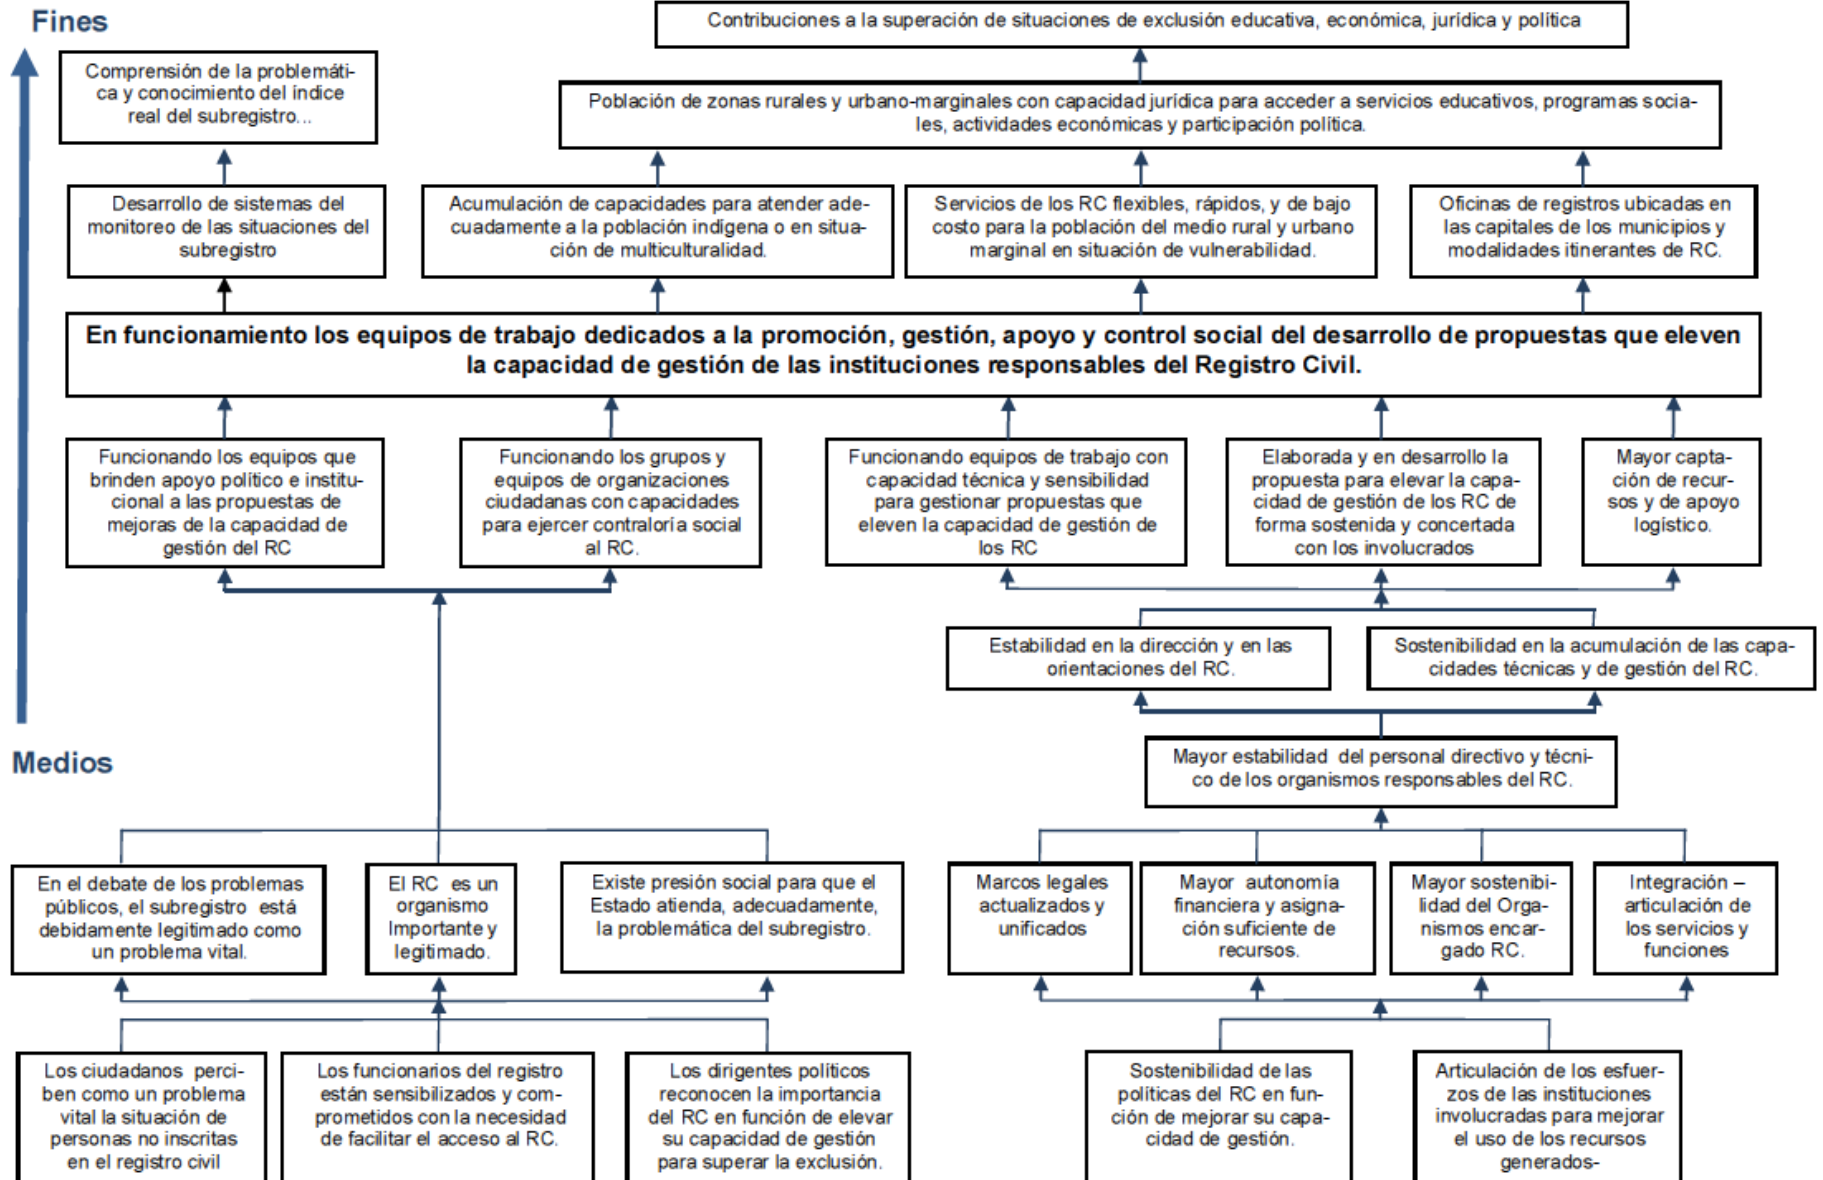 Fines
Contribuciones a la superación de situaciones de exclusión educativa, económica, jurídica y política
Comprensión de la problemáti-
ca y conocimiento del índice
real del subregistro...
Población de zonas rurales y urbano-marginales con capacidad jurídica para acceder a servicios educativos, programas socia-
les, actividades económicas y participación política.
Desarrollo de sistemas del
monitoreo de las situaciones del
subregistro
Acumulación de capacidades para atender ade-
cuadamente a la población indígena o en situa-
ción de multiculturalidad.
Servicios de los RC flexibles, rápidos, y de bajo
costo para la población del medio rural y urbano
marginal en situación de vulnerabilidad.
Oficinas de registros ubicadas en
las capitales de los municipios y
modalidades itinerantes de RC.
En funcionamiento los equipos de trabajo dedicados a la promoción, gestión, apoyo y control social del desarrollo de propuestas que eleven
la capacidad de gestión de las instituciones responsables del Registro Civil.
Funcionando los equipos que
brinden apoyo político e institu-
cional a las propuestas de
mejoras de la capacidad de
gestión del RC
Funcionando los grupos y
equipos de organizaciones
ciudadanas con capacidades
para ejercer contraloría social
al RC.
Funcionando equipos de trabajo con
capacidad técnica y sensibilidad
para gestionar propuestas que
eleven la capacidad de gestión de
los RC
Elaborada y en desarrollo la
propuesta para elevar la capa-
cidad de gestión de los RC de
forma sostenida y concertada
con los involucrados
Mayor capta-
ción de recur-
sos y de apoyo
logístico.
Estabilidad en la dirección y en las
orientaciones del RC.
Sostenibilidad en la acumulación de las capa-
cidades técnicas y de gestión del RC.
Medios
Mayor estabilidad  del personal directivo y técni-
co de los organismos responsables del RC.
En el debate de los problemas
públicos, el subregistro  está
debidamente legitimado como
un problema vital.
El RC  es un
organismo
Importante y
legitimado.
Existe presión social para que el
Estado atienda, adecuadamente,
la problemática del subregistro.
Marcos legales
actualizados y
unificados
Mayor  autonomía
financiera y asigna-
ción suficiente de
recursos.
Mayor sostenibi-
lidad del Orga-
nismos encar-
gado RC.
Integración –
articulación de
los servicios y
funciones
Los ciudadanos  perci-
ben como un problema
vital la situación de
personas no inscritas
en el registro civil
Los funcionarios del registro
están sensibilizados y com-
prometidos con la necesidad
de facilitar el acceso al RC.
Los dirigentes políticos
reconocen la importancia
del RC en función de elevar
su capacidad de gestión
para superar la exclusión.
Sostenibilidad de las
políticas del RC en fun-
ción de mejorar su capa-
cidad de gestión.
Articulación de los esfuer-
zos de las instituciones
involucradas para mejorar
el uso de los recursos
generados-